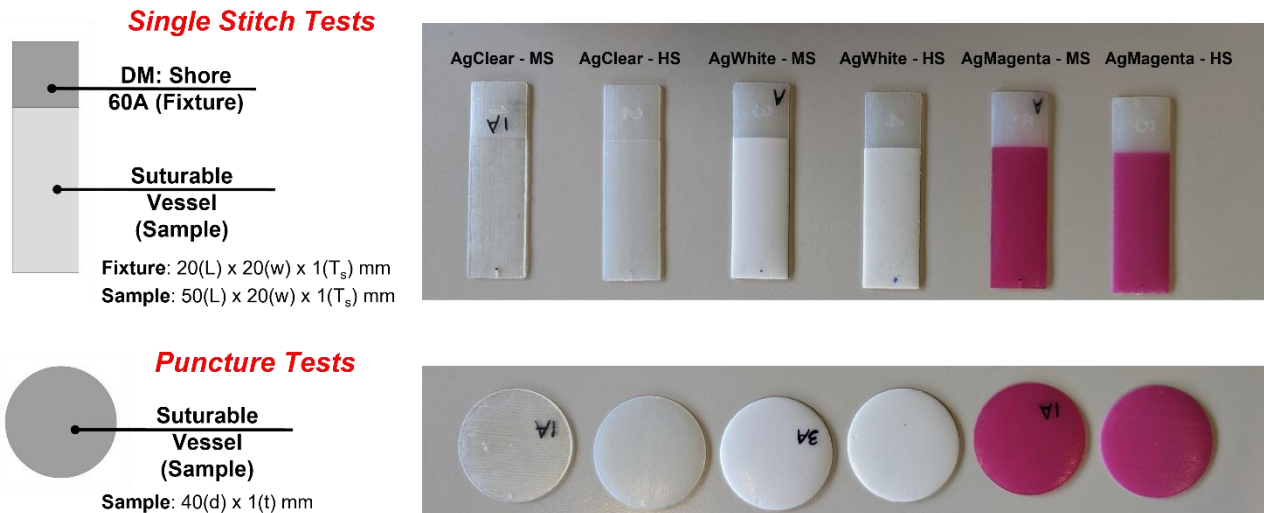 Single Stitch Tests
DM: Shore
60A (Fixture)
Suturable
Vessel
(Sample)
Fixture: 20(L) x 20(w) x 1(Tₛ) mm
Sample: 50(L) x 20(w) x 1(Tₛ) mm
AgClear - MS AgClear - HS AgWhite - MS AgWhite - HS AgMagenta - MS AgMagenta - HS
1A
A
A
Puncture Tests
Suturable
Vessel
(Sample)
Sample: 40(d) x 1(t) mm
1A 3A 1A